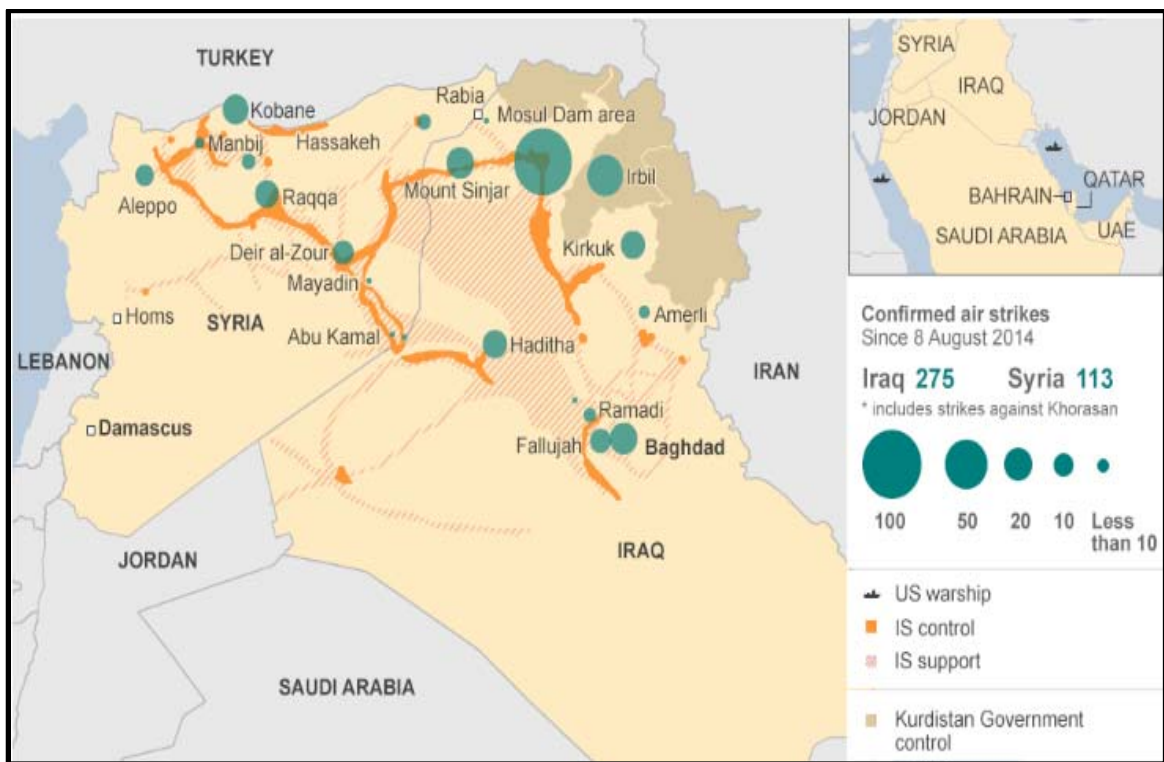 TURKEY
Kobane
Rabia
Mosul Dam area
Manbij
Hassakeh
Aleppo
Raqqa
Mount Sinjar
Irbil
Deir al-Zour
Kirkuk
Mayadin
Homs
SYRIA
Abu Kamal
Haditha
Amerli
LEBANON
IRAN
Damascus
Ramadi
Fallujah
Baghdad
JORDAN
IRAQ
SAUDI ARABIA
SYRIA
IRAQ
JORDAN
BAHRAIN
QATAR
SAUDI ARABIA
UAE
Confirmed air strikes
Since 8 August 2014
Iraq 275 Syria 113
* includes strikes against Khorasan
100 50 20 10 Less
than 10
US warship
IS control
IS support
Kurdistan Government
control